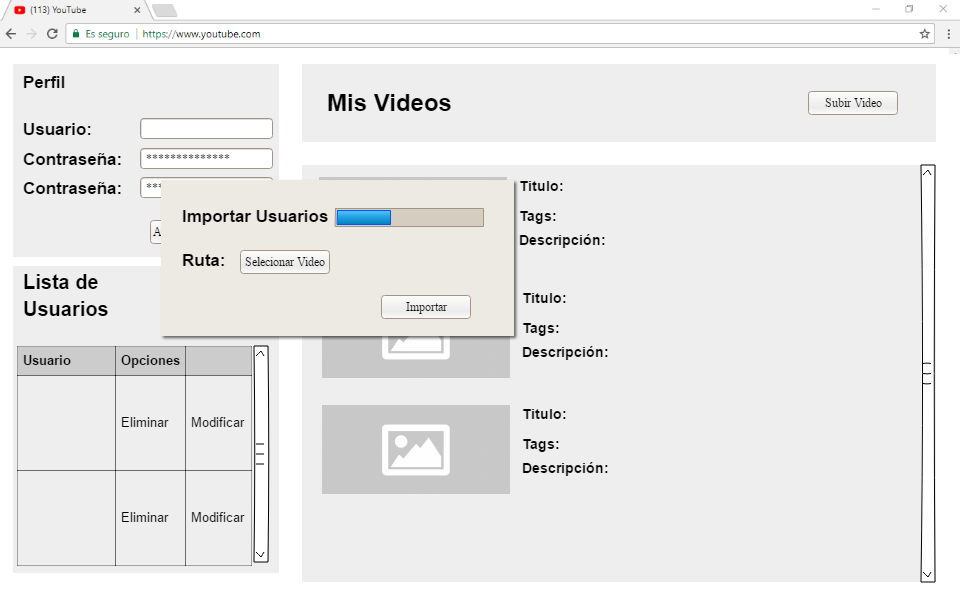 (113) YouTube
Es seguro
https://www.youtube.com
Perfil
Usuario:
Contraseña:
**************
Contraseña:
***
A
Mis Videos
Subir Video
Importar Usuarios
Ruta:
Selecionar Video
Importar
Lista de
Usuarios
Usuario
Opciones
Eliminar
Modificar
Eliminar
Modificar
Titulo:
Tags:
Descripción:
Titulo:
Tags:
Descripción:
Titulo:
Tags:
Descripción: